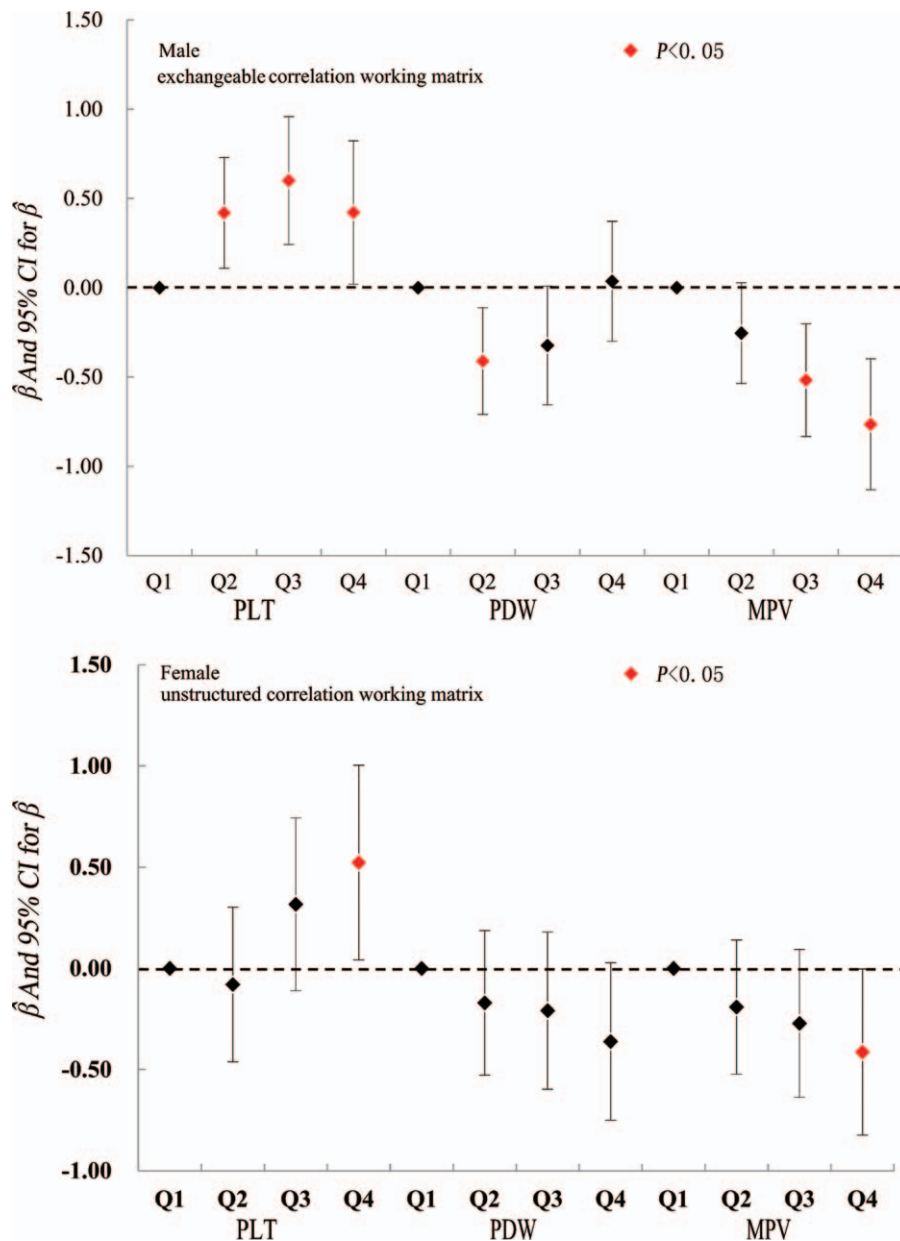 1.50
Male
exchangeable correlation working matrix
P<0.05
1.00
0.50
0.00
-0.50
-1.00
-1.50
β̂ And 95% CI for β̂
Q1 Q2 Q3 Q4 Q1 Q2 Q3 Q4 Q1 Q2 Q3 Q4
PLT PDW MPV
1.50
Female
unstructured correlation working matrix
P<0.05
1.00
0.50
0.00
-0.50
-1.00
β̂ And 95% CI for β̂
Q1 Q2 Q3 Q4 Q1 Q2 Q3 Q4 Q1 Q2 Q3 Q4
PLT PDW MPV